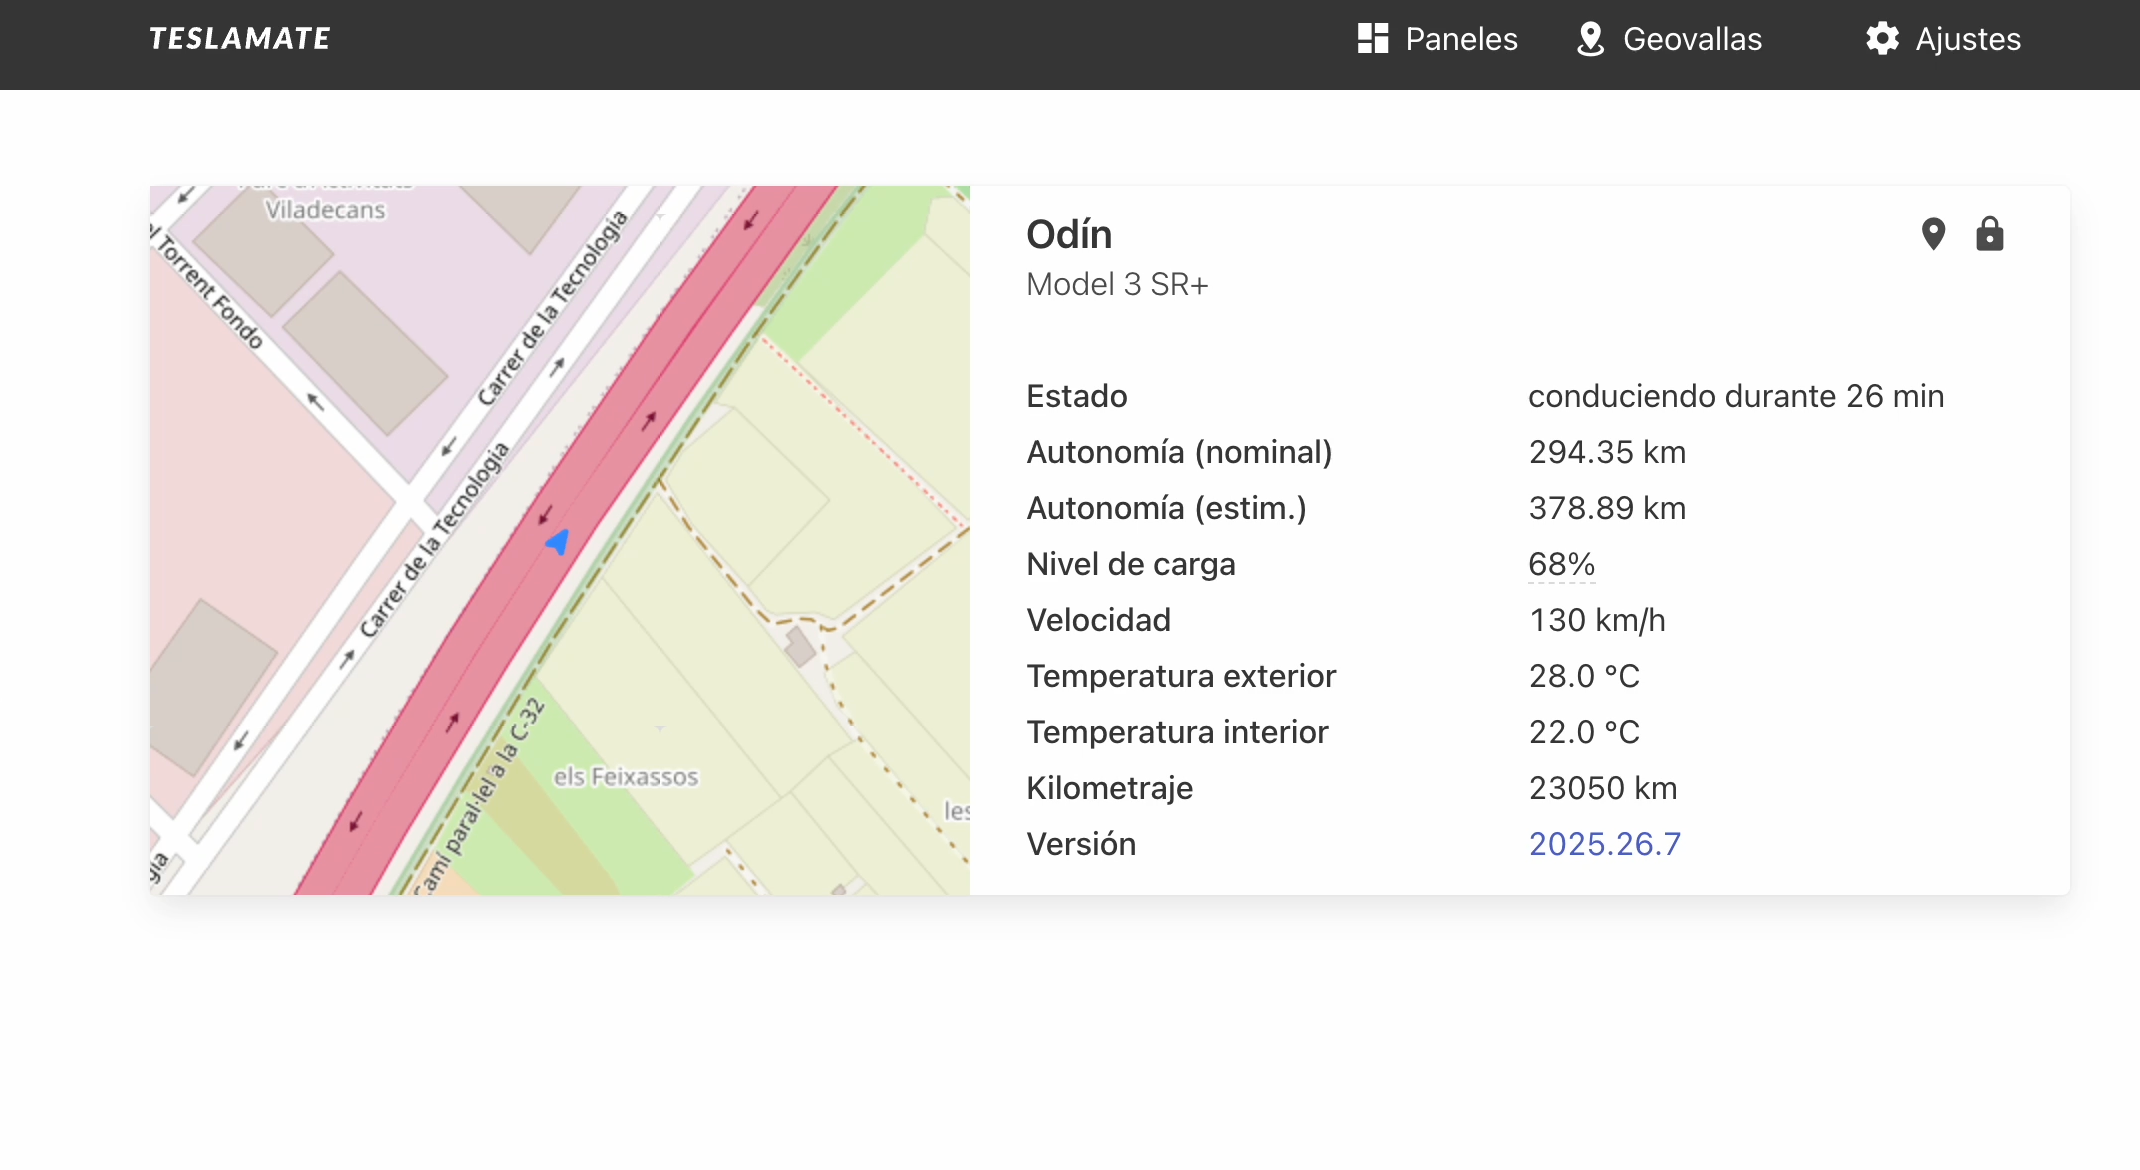 TESLAMATE
Paneles
Geovallas
Ajustes
Viladecans
el Torrent Fondo
Carrer de la Tecnologia
Carrer de la Tecnologia
Camí paral·lel a la C-32
els Feixassos
les
gia
Odín
Model 3 SR+
Estado conduciendo durante 26 min
Autonomía (nominal) 294.35 km
Autonomía (estim.) 378.89 km
Nivel de carga 68%
Velocidad 130 km/h
Temperatura exterior 28.0 °C
Temperatura interior 22.0 °C
Kilometraje 23050 km
Versión 2025.26.7